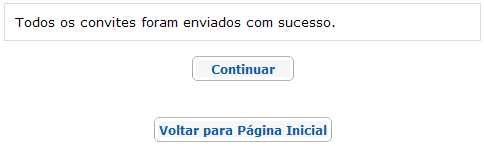 Todos os convites foram enviados com sucesso.
Continuar
Voltar para Página Inicial